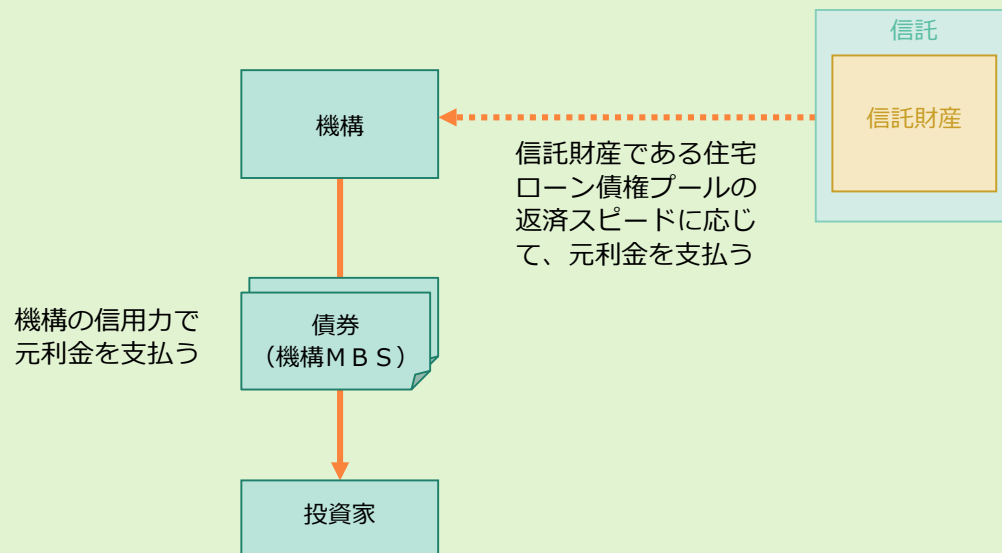 信託
信託財産
機構
信託財産である住宅
ローン債権プールの
返済スピードに応じ
て、元利金を支払う
機構の信用力で
元利金を支払う
債券
（機構ＭＢＳ）
投資家